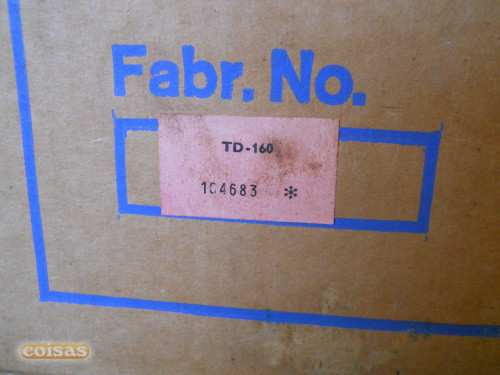 Fabr. No.
TD-160
104683 *
coisas